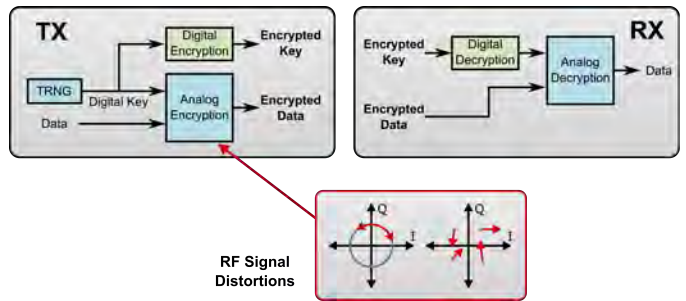 TX
Digital
Encryption
Encrypted
Key
TRNG
Digital Key
Analog
Encryption
Encrypted
Data
Data
RX
Encrypted
Key
Digital
Decryption
Analog
Decryption
Data
Encrypted
Data
RF Signal
Distortions
Q
I
Q
I